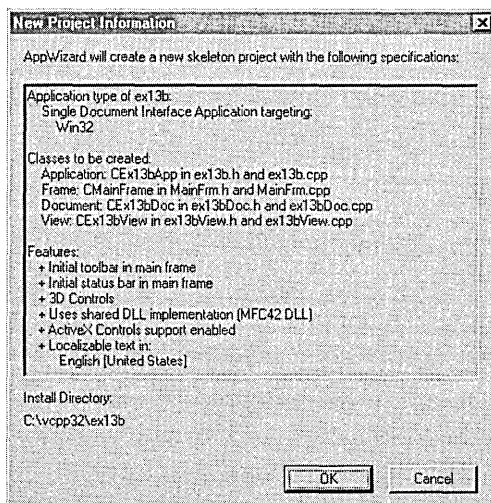 New Project Information
AppWizard will create a new skeleton project with the following specifications:
Application type of ex13b:
Single Document Interface Application targeting:
Win32
Classes to be created:
Application: CEx13bApp in ex13b.h and ex13b.cpp
Frame: CMainFrame in MainFrm.h and MainFrm.cpp
Document: CEx13bDoc in ex13bDoc.h and ex13bDoc.cpp
View: CEx13bView in ex13bView.h and ex13bView.cpp
Features:
+ Initial toolbar in main frame
+ Initial status bar in main frame
+ 3D Controls
+ Uses shared DLL implementation (MFC42.DLL)
+ ActiveX Controls support enabled
+ Localizable text in:
English [United States]
Install Directory:
C:\vcpp32\ex13b
OK
Cancel